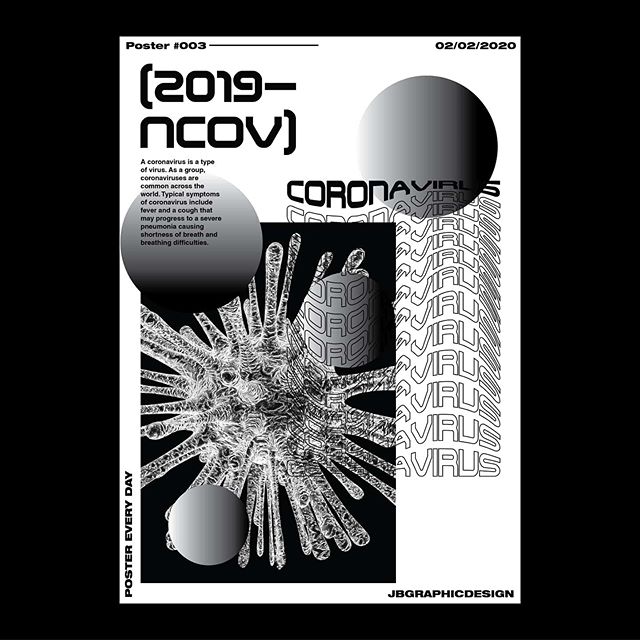 Poster #003
02/02/2020
(2019—
NCOV)
A coronavirus is a type
of virus. As a group,
coronaviruses are
common across the
world. Typical symptoms
of coronavirus include
fever and a cough that
may progress to a severe
pneumonia causing
shortness of breath and
breathing difficulties.
CORONAVIRUS
POSTER EVERY DAY
JBGRAPHICDESIGN